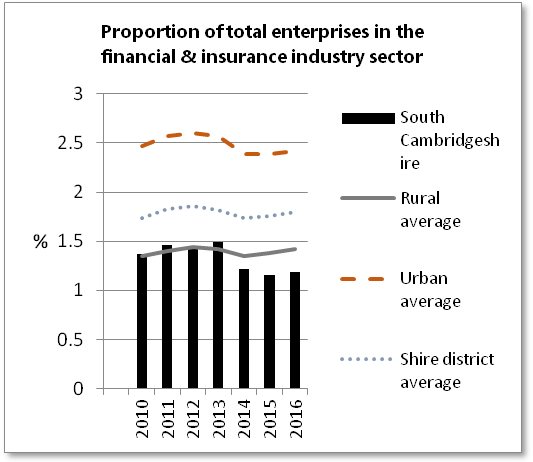 Proportion of total enterprises in the
financial & insurance industry sector
3
2.5
2
1.5
1
0.5
0
%
2010
2011
2012
2013
2014
2015
2016
South
Cambridgesh
ire
Rural
average
Urban
average
Shire district
average